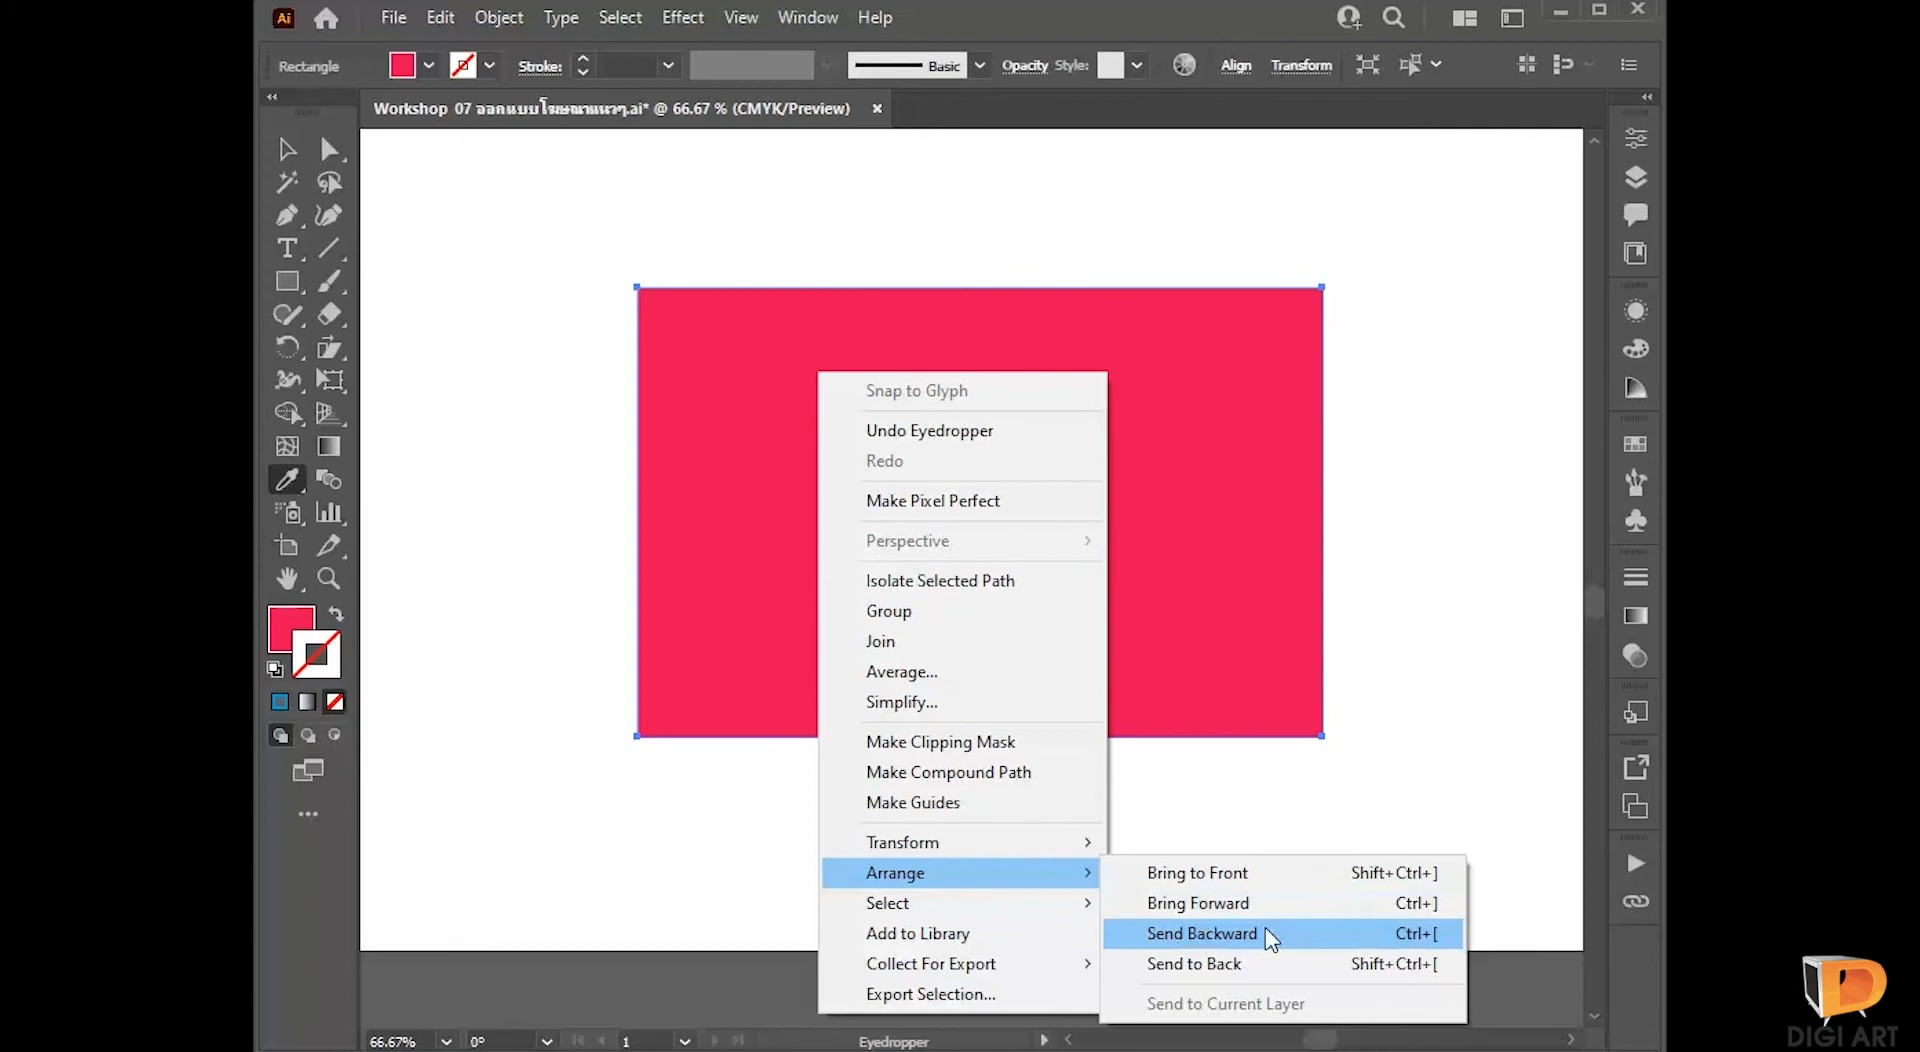 Ai File Edit Object Type Select Effect View Window Help
Rectangle Stroke: Basic Opacity Style: Align Transform
Workshop 07 ออกแบบโฆษณาแนวๆ.ai* @ 66.67 % (CMYK/Preview)
Snap to Glyph
Undo Eyedropper
Redo
Make Pixel Perfect
Perspective
Isolate Selected Path
Group
Join
Average...
Simplify...
Make Clipping Mask
Make Compound Path
Make Guides
Transform
Arrange
Select
Add to Library
Collect For Export
Export Selection...
Bring to Front Shift+Ctrl+]
Bring Forward Ctrl+]
Send Backward Ctrl+[
Send to Back Shift+Ctrl+[
Send to Current Layer
66.67% 0° 1 Eyedropper
DIGI ART